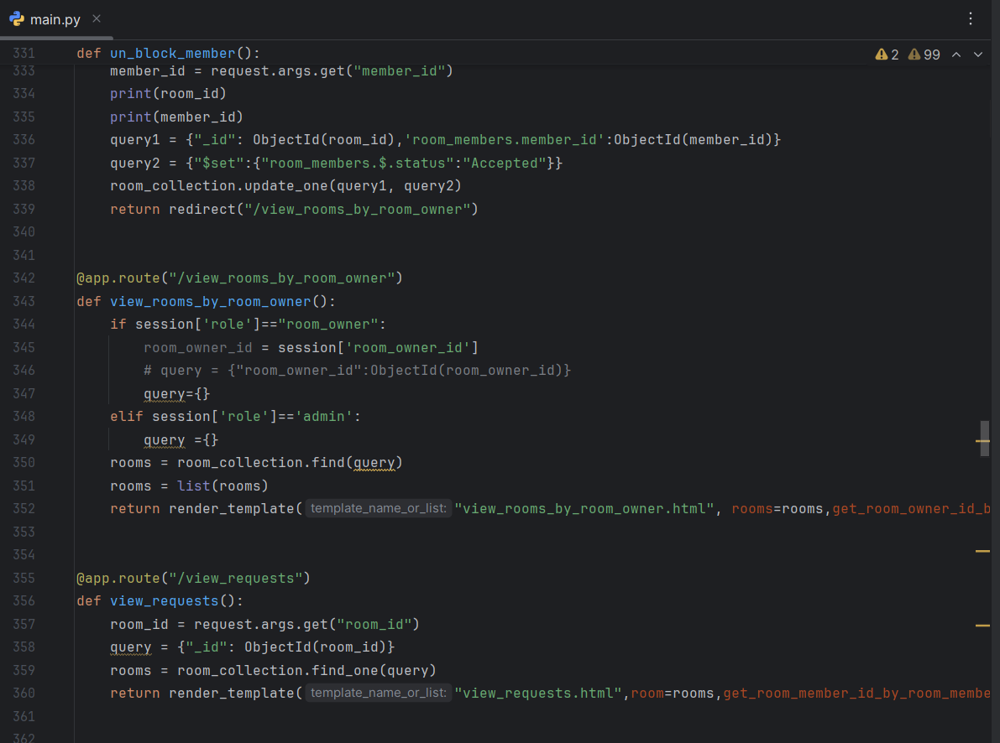 main.py
331 def un_block_member():
2 99
333 member_id = request.args.get("member_id")
334 print(room_id)
335 print(member_id)
336 query1 = {"_id": ObjectId(room_id),'room_members.member_id':ObjectId(member_id)}
337 query2 = {"$set":{"room_members.$.status":"Accepted"}}
338 room_collection.update_one(query1, query2)
339 return redirect("/view_rooms_by_room_owner")
340
341
342 @app.route("/view_rooms_by_room_owner")
343 def view_rooms_by_room_owner():
344 if session['role']=="room_owner":
345 room_owner_id = session['room_owner_id']
346 # query = {"room_owner_id":ObjectId(room_owner_id)}
347 query={}
348 elif session['role']=='admin':
349 query ={}
350 rooms = room_collection.find(query)
351 rooms = list(rooms)
352 return render_template( template_name_or_list: "view_rooms_by_room_owner.html", rooms=rooms,get_room_owner_id_b
353
354
355 @app.route("/view_requests")
356 def view_requests():
357 room_id = request.args.get("room_id")
358 query = {"_id": ObjectId(room_id)}
359 rooms = room_collection.find_one(query)
360 return render_template( template_name_or_list: "view_requests.html",room=rooms,get_room_member_id_by_room_membe
361
362